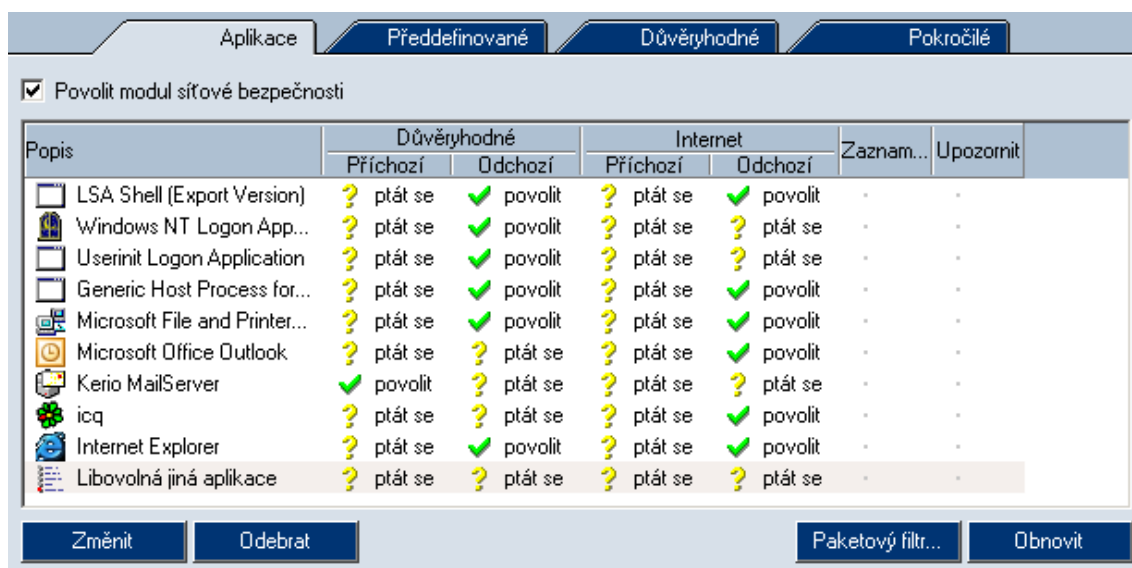 Aplikace Předdefinované Důvěryhodné Pokročilé
Povolit modul síťové bezpečnosti
Popis Důvěryhodné Internet Zaznam... Upozornit
Příchozí Odchozí Příchozí Odchozí
LSA Shell (Export Version) ptát se povolit ptát se povolit
Windows NT Logon App... ptát se povolit ptát se ptát se
Userinit Logon Application ptát se povolit ptát se ptát se
Generic Host Process for... ptát se povolit ptát se povolit
Microsoft File and Printer... ptát se povolit ptát se povolit
Microsoft Office Outlook ptát se ptát se ptát se povolit
Kerio MailServer povolit ptát se ptát se ptát se
icq ptát se ptát se ptát se povolit
Internet Explorer ptát se povolit ptát se povolit
Libovolná jiná aplikace ptát se ptát se ptát se ptát se
Změnit Odebrat Paketový filtr... Obnovit